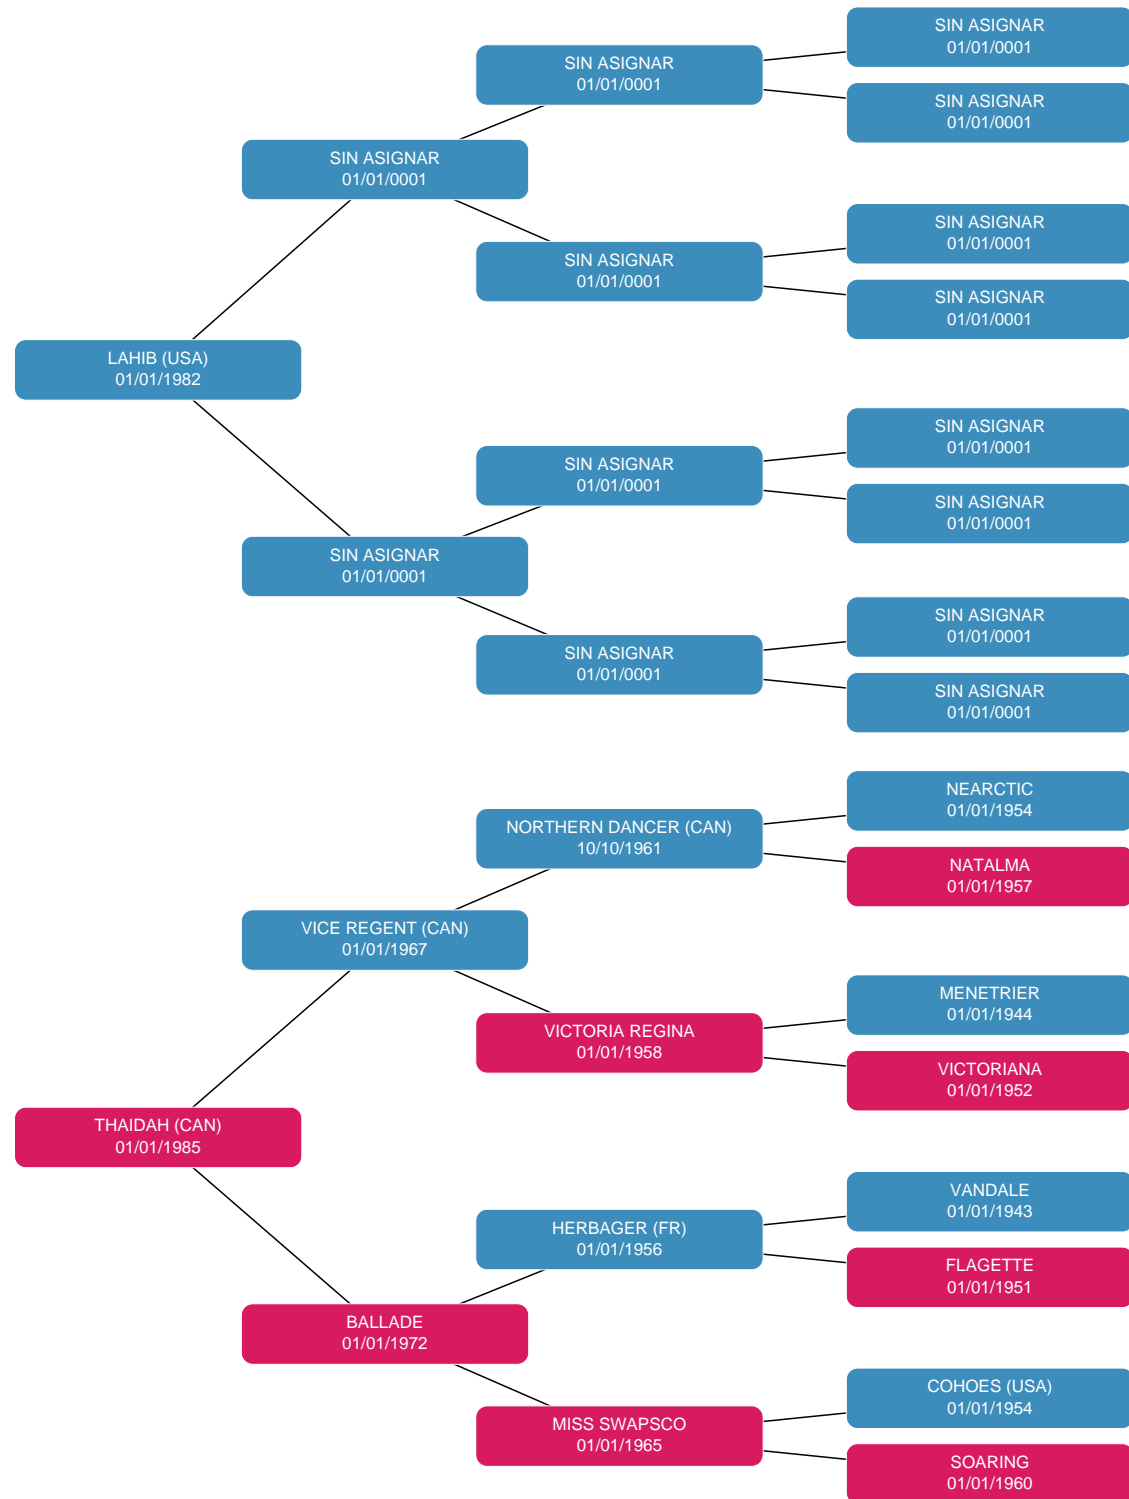 SIN ASIGNAR
01/01/0001
SIN ASIGNAR
01/01/0001
SIN ASIGNAR
01/01/0001
SIN ASIGNAR
01/01/0001
SIN ASIGNAR
01/01/0001
SIN ASIGNAR
01/01/0001
SIN ASIGNAR
01/01/0001
LAHIB (USA)
01/01/1982
SIN ASIGNAR
01/01/0001
SIN ASIGNAR
01/01/0001
SIN ASIGNAR
01/01/0001
SIN ASIGNAR
01/01/0001
SIN ASIGNAR
01/01/0001
SIN ASIGNAR
01/01/0001
SIN ASIGNAR
01/01/0001
NEARCTIC
01/01/1954
NORTHERN DANCER (CAN)
10/10/1961
NATALMA
01/01/1957
VICE REGENT (CAN)
01/01/1967
MENETRIER
01/01/1944
VICTORIA REGINA
01/01/1958
VICTORIANA
01/01/1952
THAIDAH (CAN)
01/01/1985
VANDALE
01/01/1943
HERBAGER (FR)
01/01/1956
FLAGETTE
01/01/1951
BALLADE
01/01/1972
COHOES (USA)
01/01/1954
MISS SWAPSCO
01/01/1965
SOARING
01/01/1960